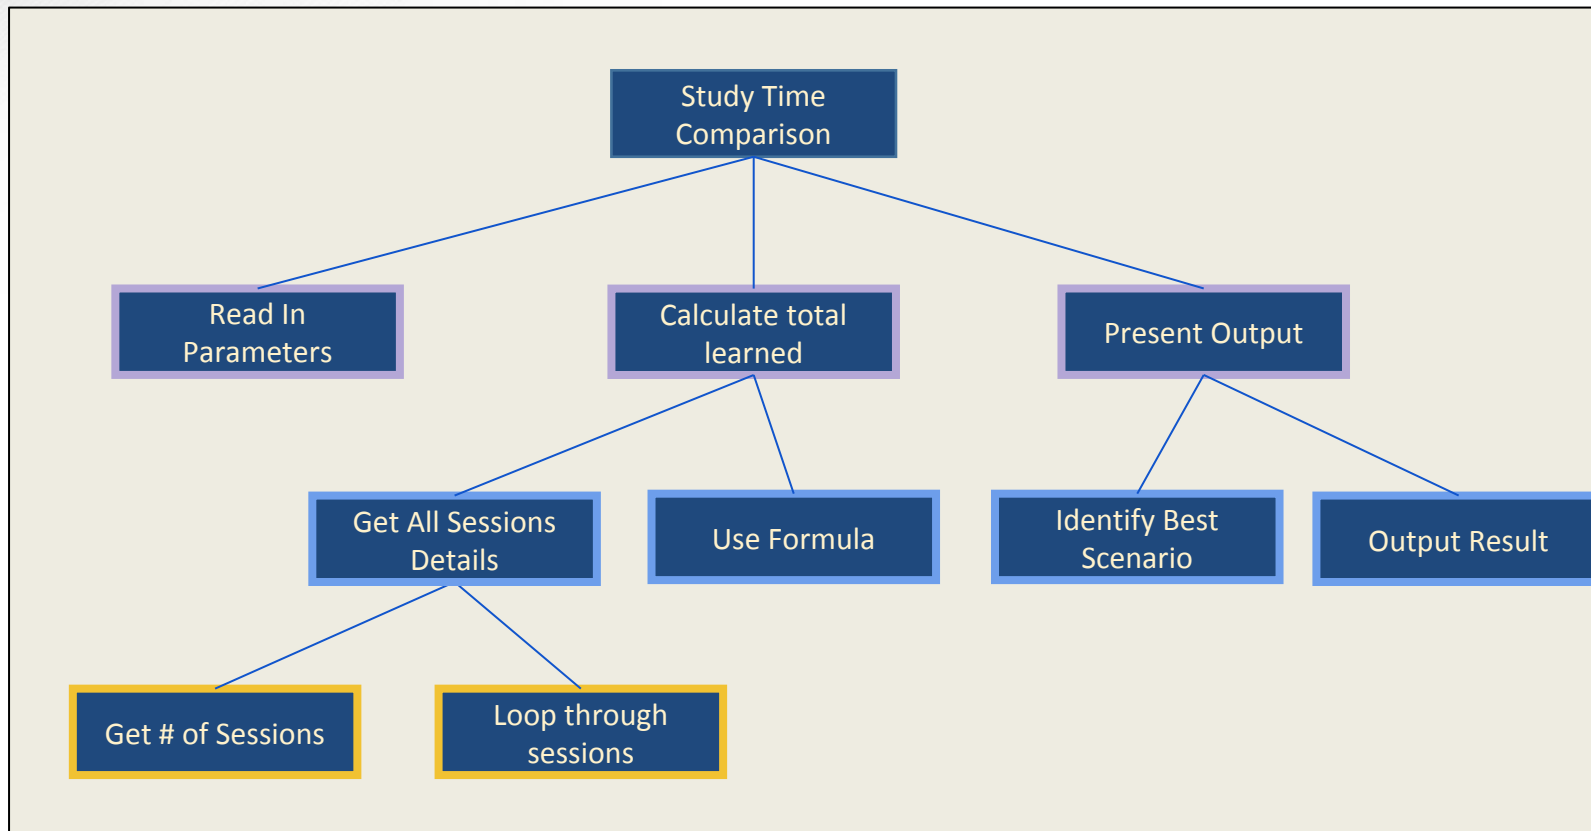 Study Time
Comparison
Read In
Parameters
Calculate total
learned
Present Output
Get All Sessions
Details
Use Formula
Identify Best
Scenario
Output Result
Get # of Sessions
Loop through
sessions